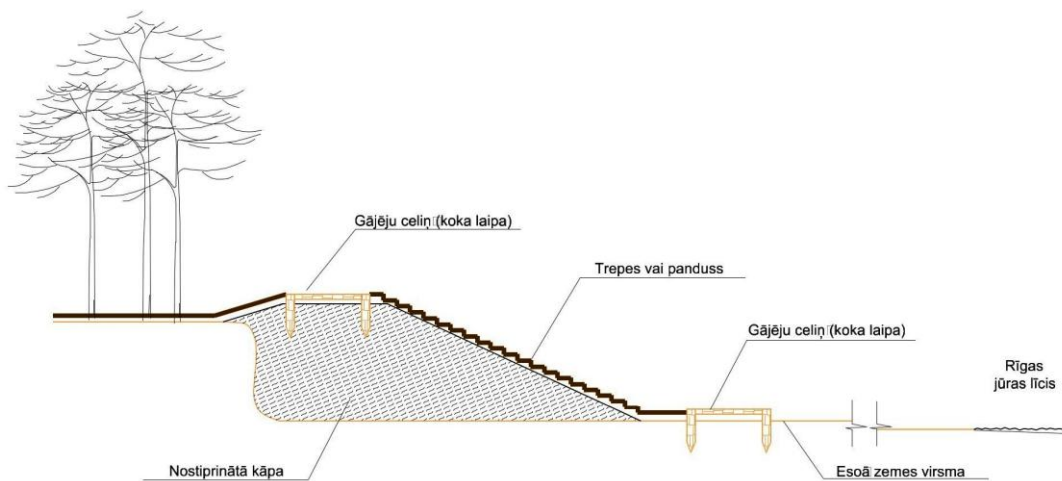 Gājēju celiņ (koka laipa)
Trepes vai panduss
Gājēju celiņ (koka laipa)
Rīgas
jūras līcis
Nostiprinātā kāpa
Esoā zemes virsma